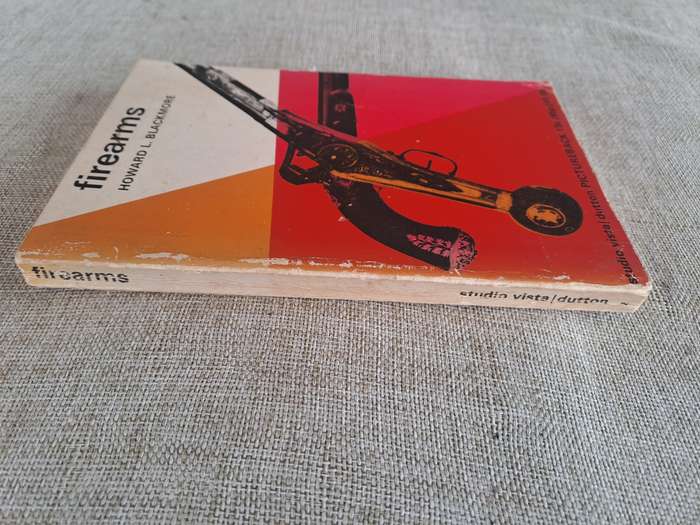 firearms
HOWARD L. BLACKMORE
studio vista|dutton PICTUREBACK
firearms
studio vista|dutton